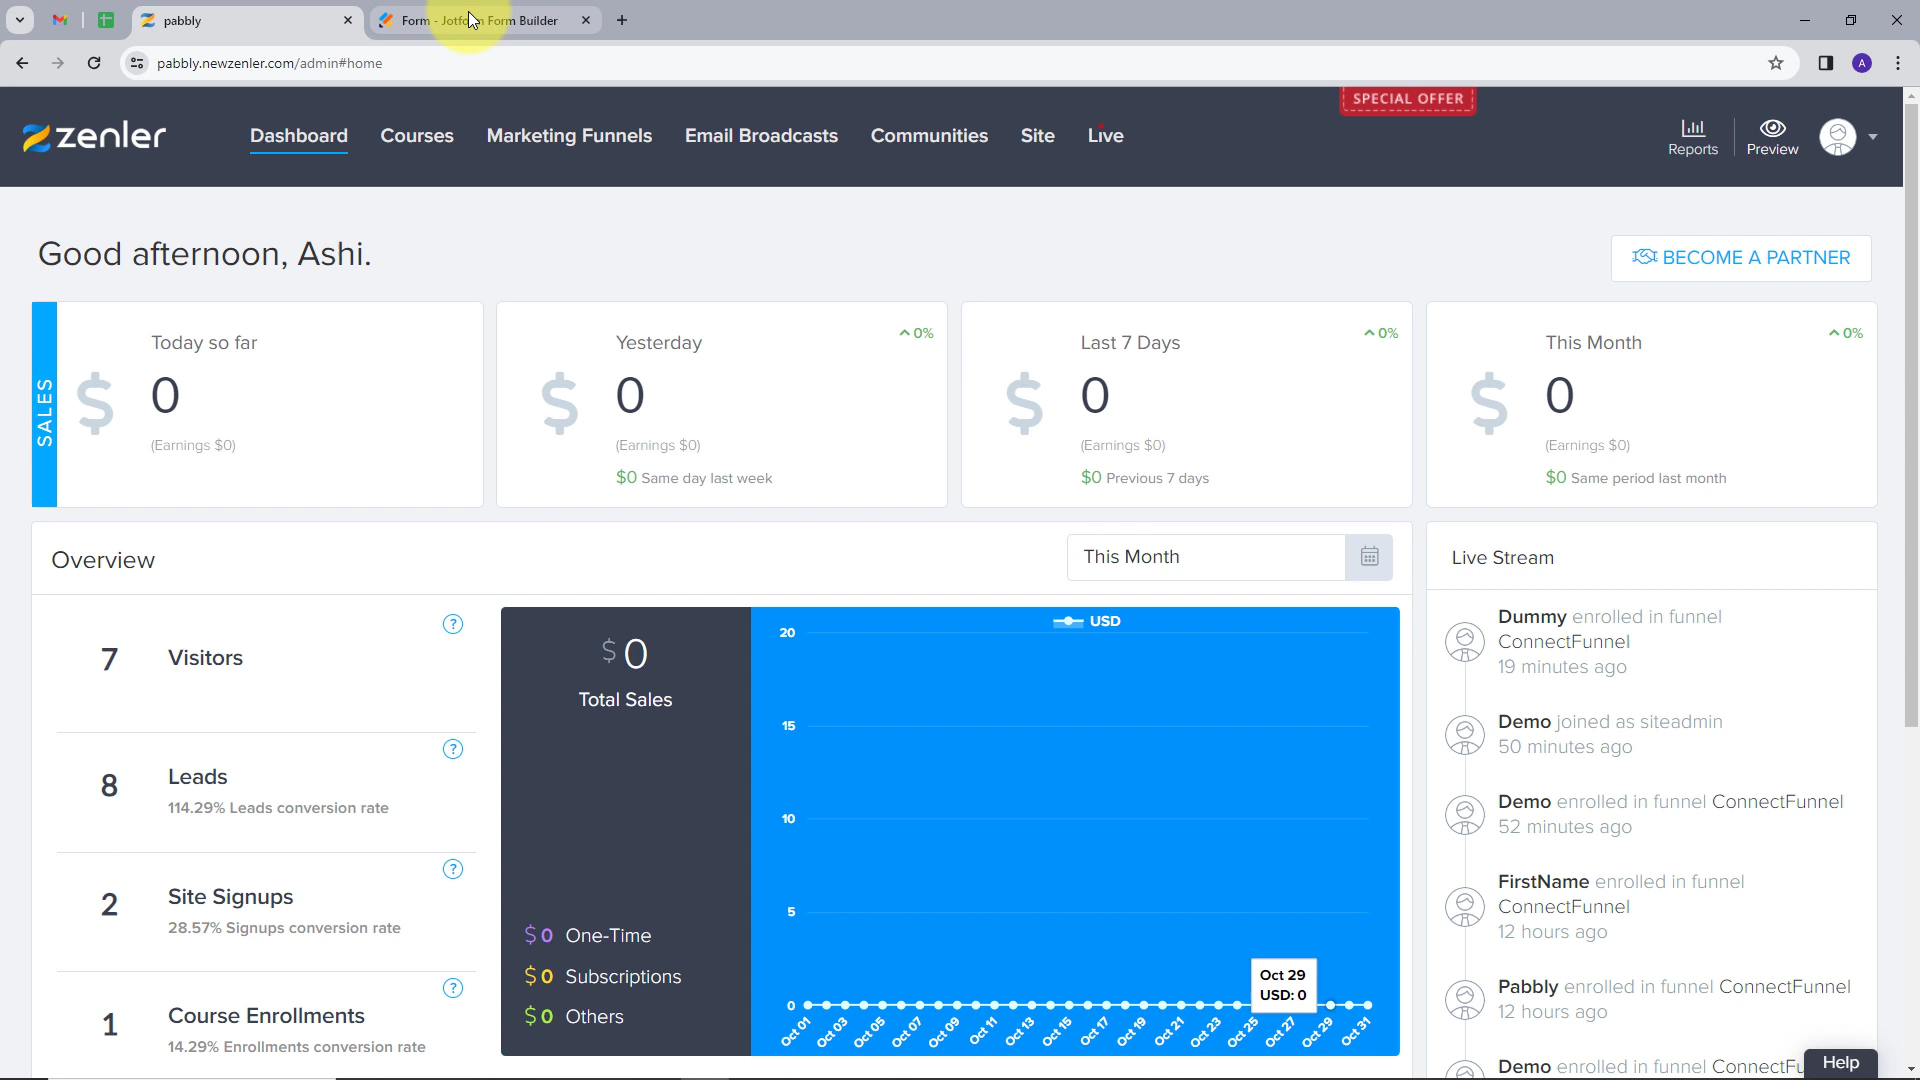 pabbly
Form - Jotform Form Builder
pabbly.newzenler.com/admin#home
A
SPECIAL OFFER
zenler
Dashboard
Courses
Marketing Funnels
Email Broadcasts
Communities
Site
Live
Reports
Preview
Good afternoon, Ashi.
BECOME A PARTNER
SALES
Today so far
$
0
(Earnings $0)
Yesterday
0%
$
0
(Earnings $0)
$0 Same day last week
Last 7 Days
0%
$
0
(Earnings $0)
$0 Previous 7 days
This Month
0%
$
0
(Earnings $0)
$0 Same period last month
Overview
This Month
7 Visitors
?
8 Leads
?
114.29% Leads conversion rate
2 Site Signups
?
28.57% Signups conversion rate
1 Course Enrollments
?
14.29% Enrollments conversion rate
$0
Total Sales
$0 One-Time
$0 Subscriptions
$0 Others
USD
20
15
10
5
0
Oct 29
USD: 0
Oct 01
Oct 03
Oct 05
Oct 07
Oct 09
Oct 11
Oct 13
Oct 15
Oct 17
Oct 19
Oct 21
Oct 23
Oct 25
Oct 27
Oct 29
Oct 31
Live Stream
Dummy enrolled in funnel
ConnectFunnel
19 minutes ago
Demo joined as siteadmin
50 minutes ago
Demo enrolled in funnel ConnectFunnel
52 minutes ago
FirstName enrolled in funnel
ConnectFunnel
12 hours ago
Pabbly enrolled in funnel ConnectFunnel
12 hours ago
Demo enrolled in funnel
Help